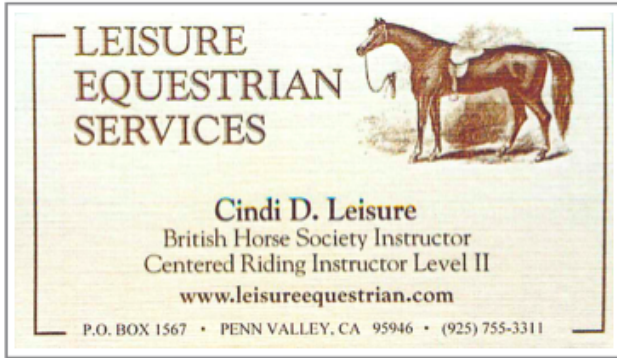 LEISURE
EQUESTRIAN
SERVICES
Cindi D. Leisure
British Horse Society Instructor
Centered Riding Instructor Level II
www.leisureequestrian.com
P.O. BOX 1567 • PENN VALLEY, CA 95946 • (925) 755-3311